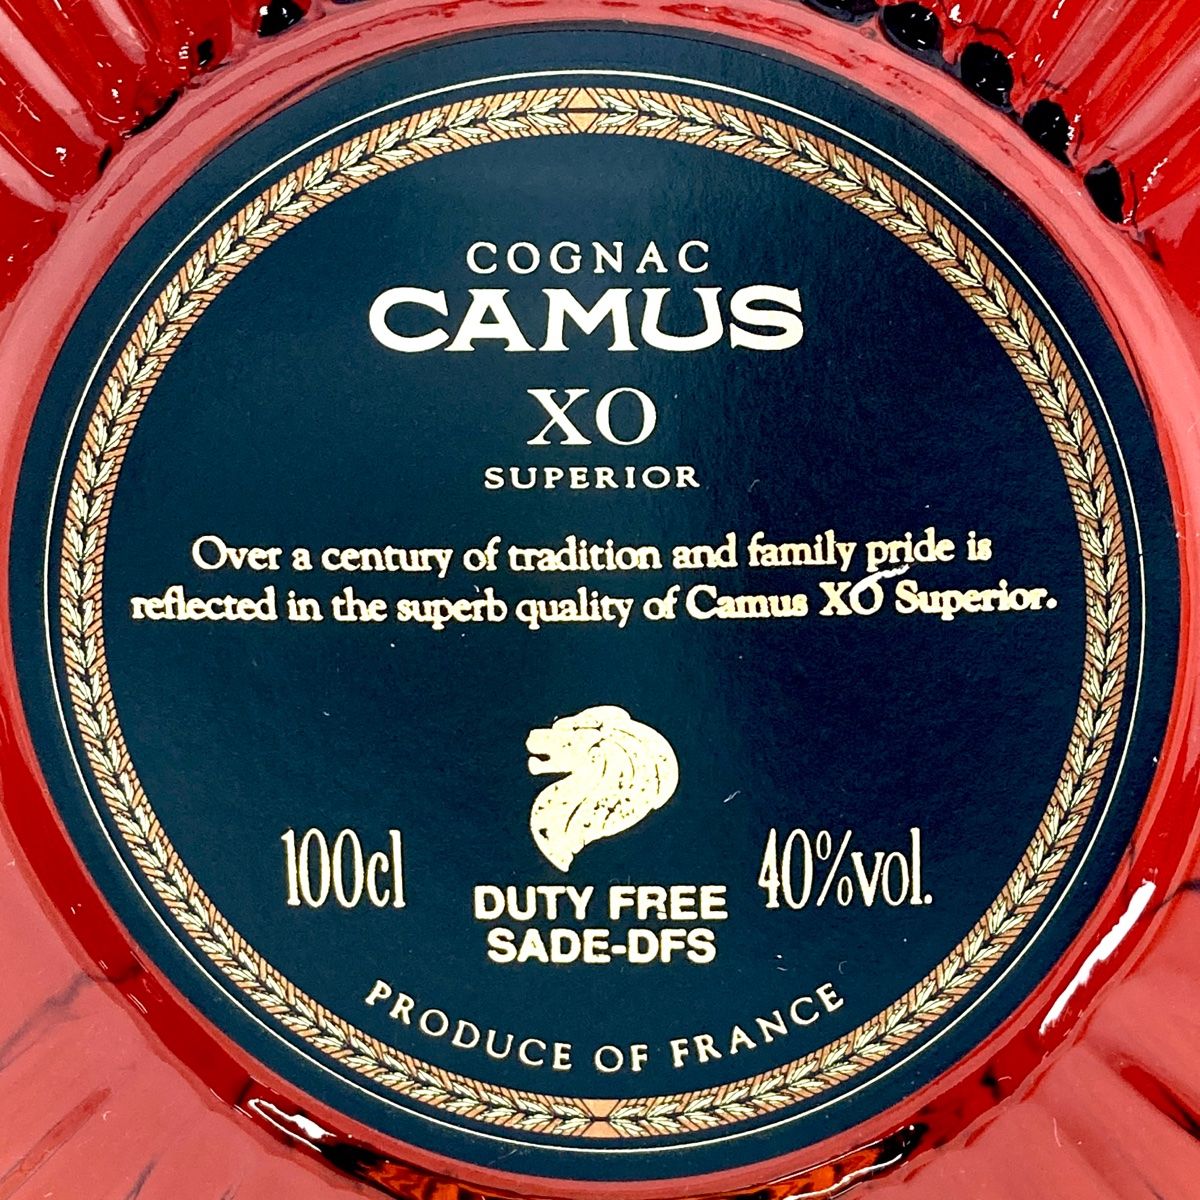 COGNAC
CAMUS
XO
SUPERIOR
Over a century of tradition and family pride is
reflected in the superb quality of Camus XO Superior.
100cl
40%vol.
DUTY FREE
SADE-DFS
PRODUCE OF FRANCE